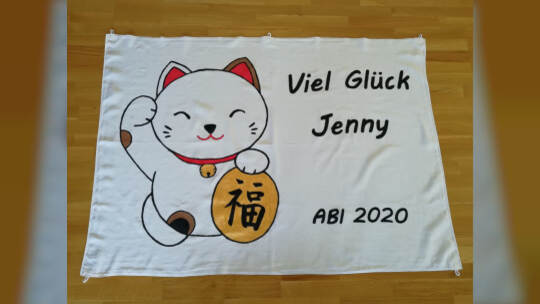 福
Viel Glück
Jenny
ABI 2020